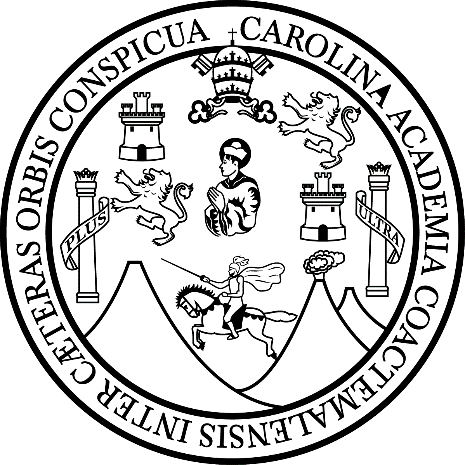 CAROLINA ACADEMIA COACTEMALENSIS INTER CÆTERAS ORBIS CONSPICUA
PLUS
ULTRA